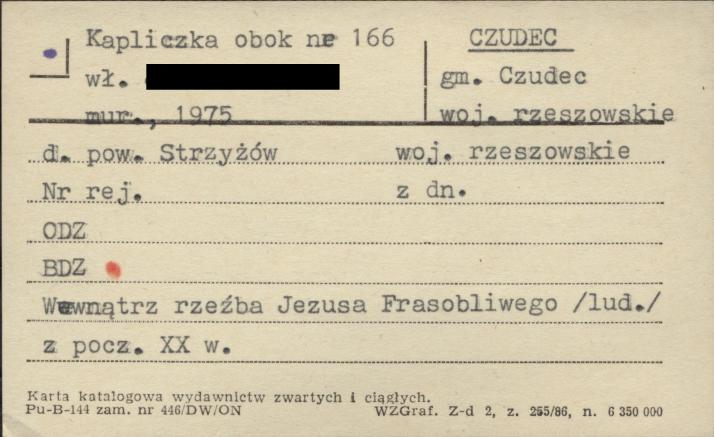 Kapliczka obok nr 166
CZUDEC
wł.
gm. Czudec
mur., 1975
woj. rzeszowskie
d. pow. Strzyżów woj. rzeszowskie
Nr rej. z dn.
ODZ
BDZ
Wewnątrz rzeźba Jezusa Frasobliwego /lud./
z pocz. XX w.
Karta katalogowa wydawnictw zwartych i ciągłych.
Pu-B-144 zam. nr 446/DW/ON WZGraf. Z-d 2, z. 255/86, n. 6 350 000